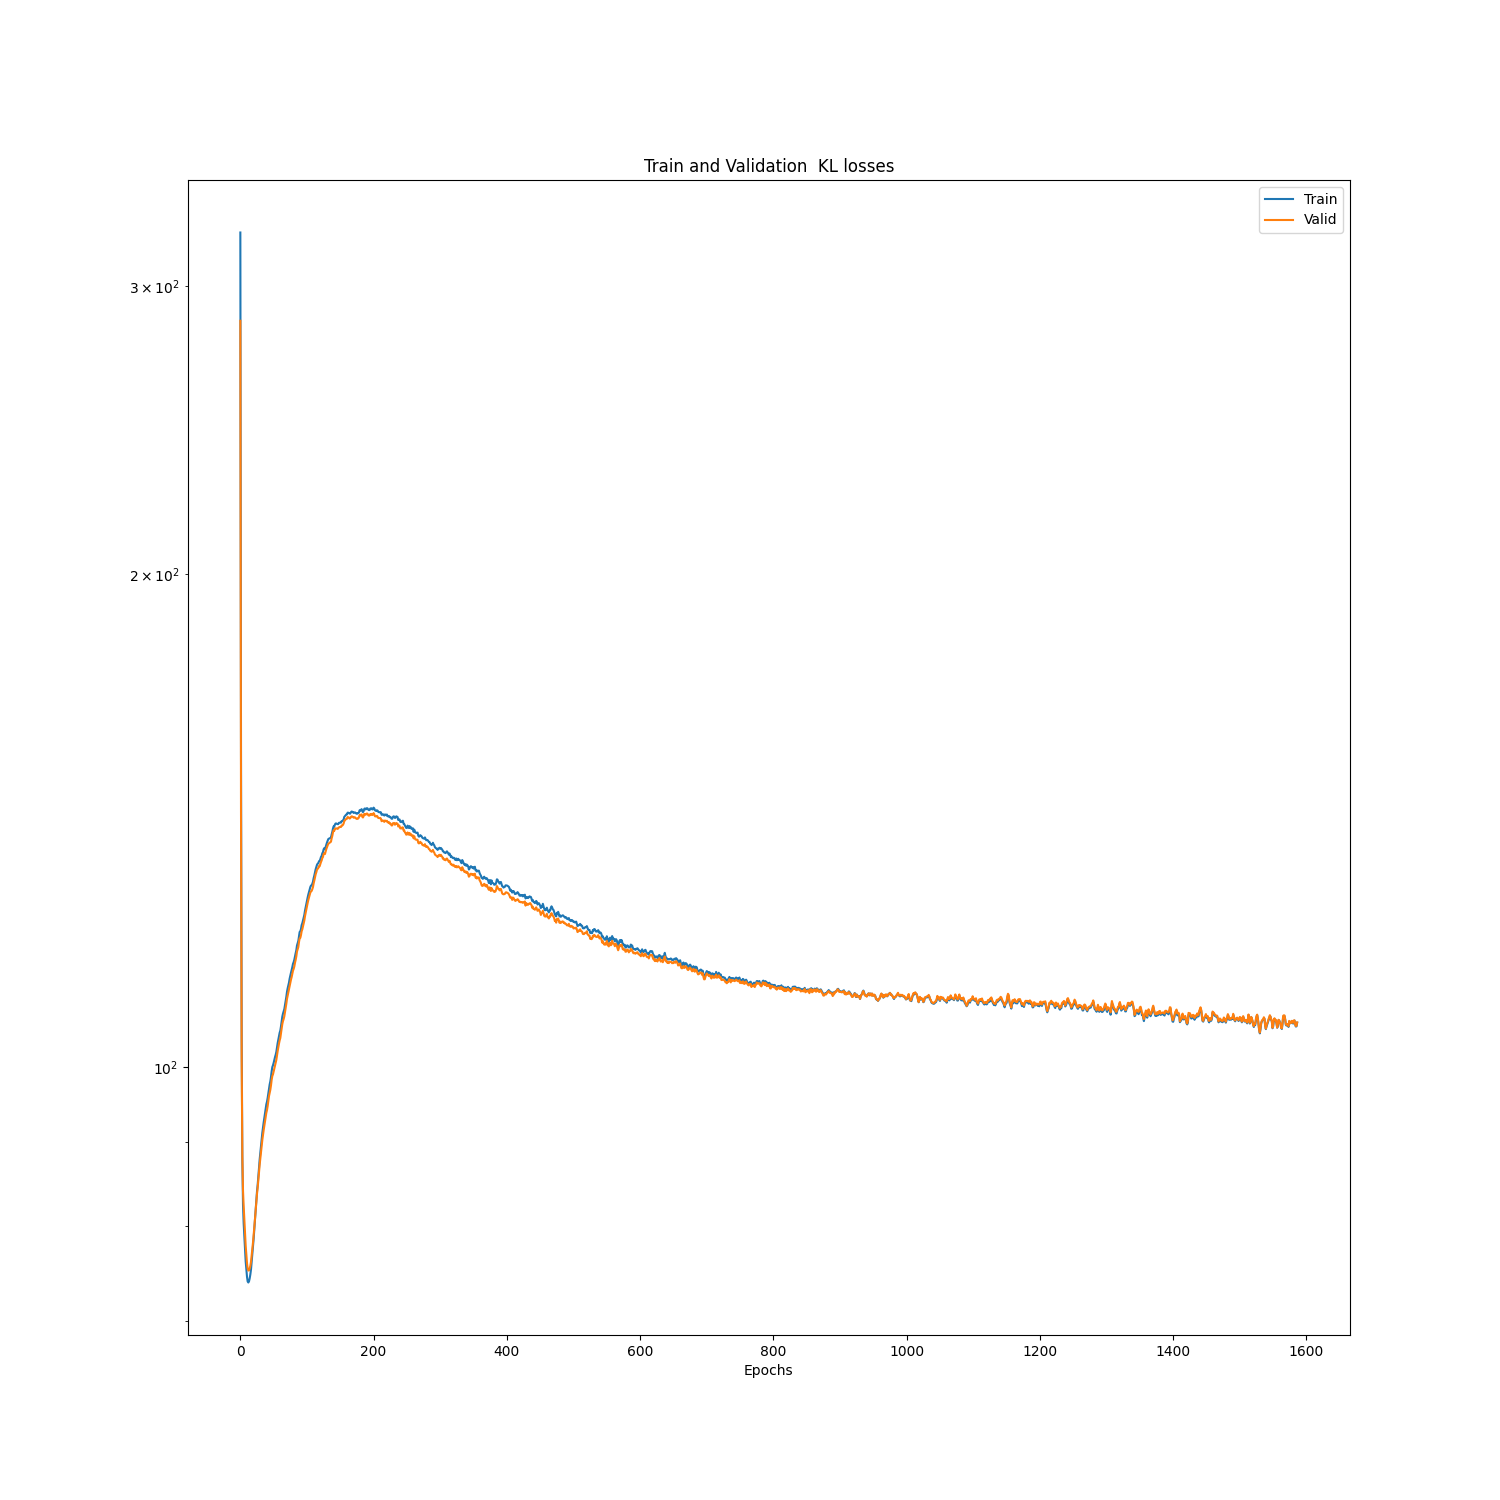 Train and Validation  KL losses
Train
Valid
3 × 10²
2 × 10²
10²
0 200 400 600 800 1000 1200 1400 1600
Epochs